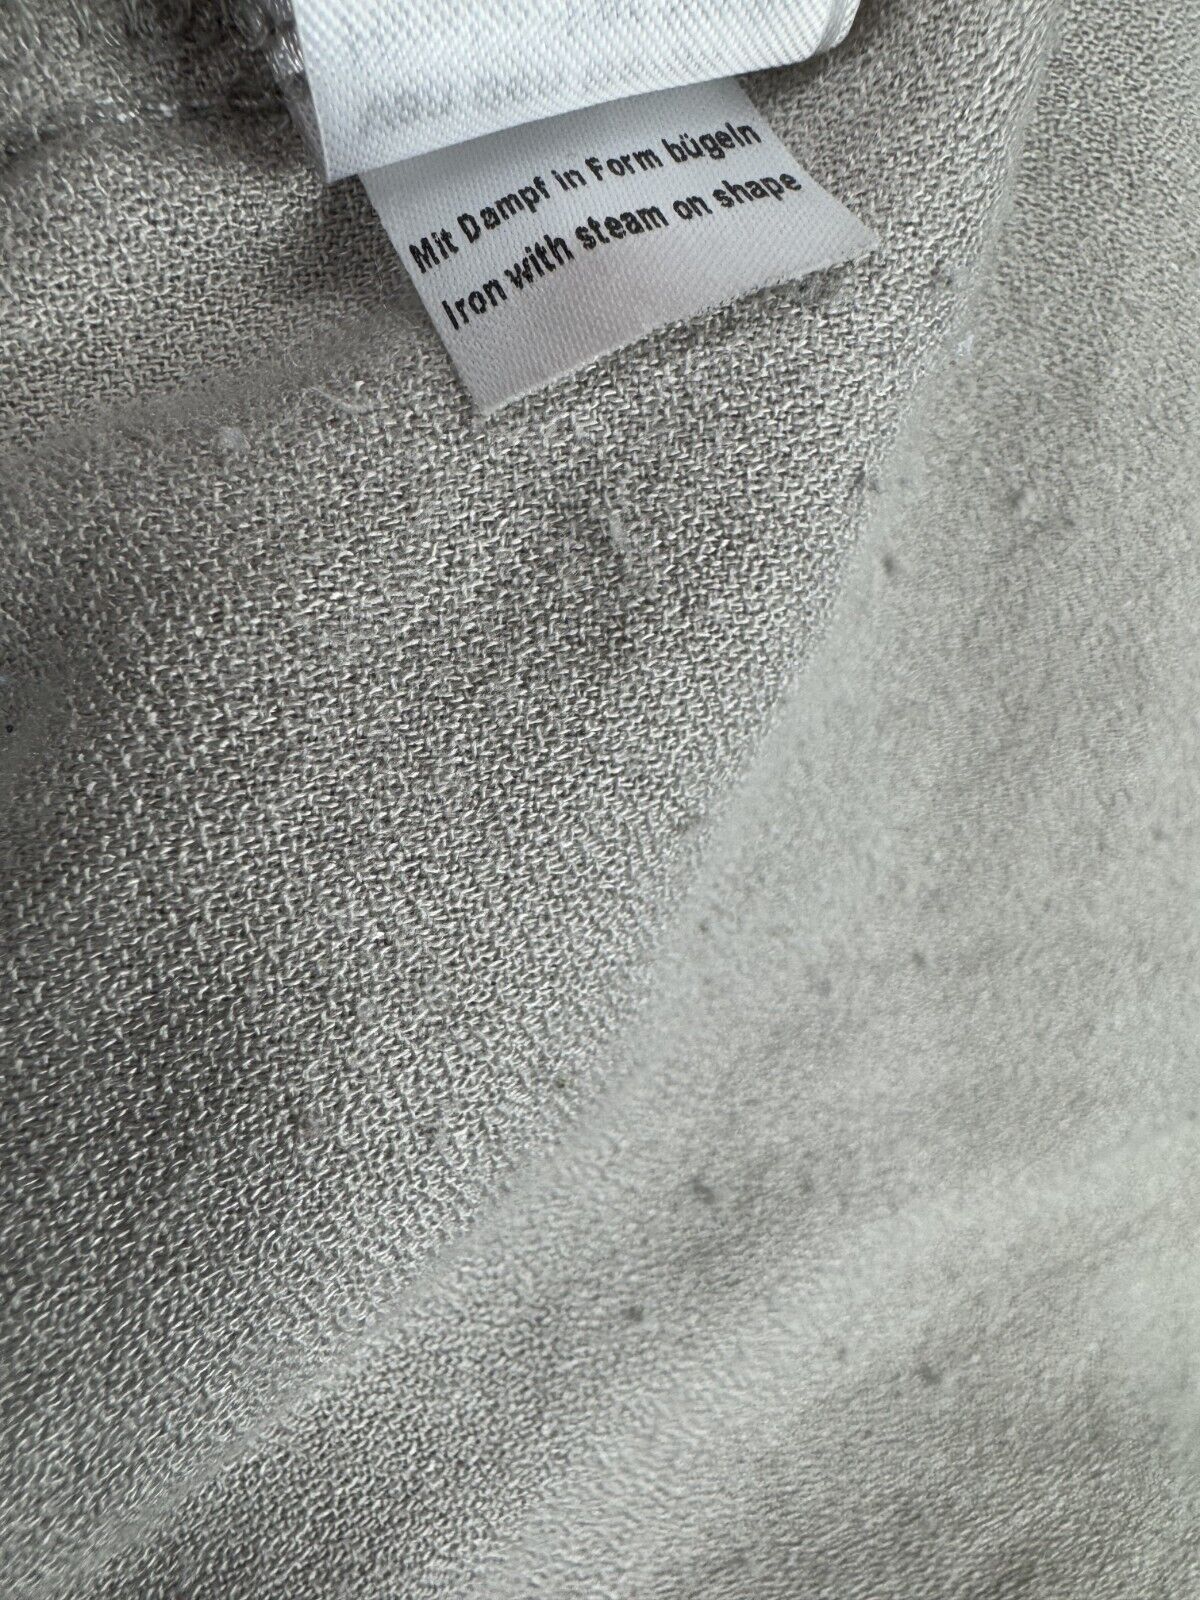 Mit Dampf in Form bügeln
Iron with steam on shape